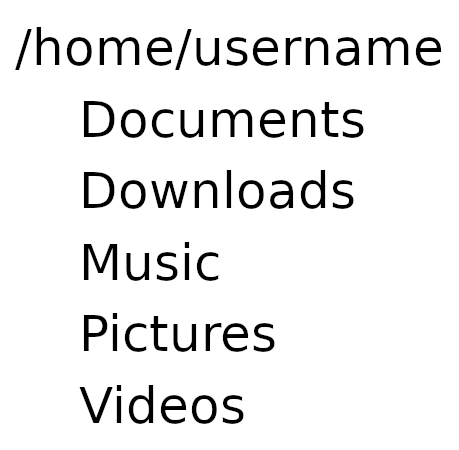 /home/username
Documents
Downloads
Music
Pictures
Videos